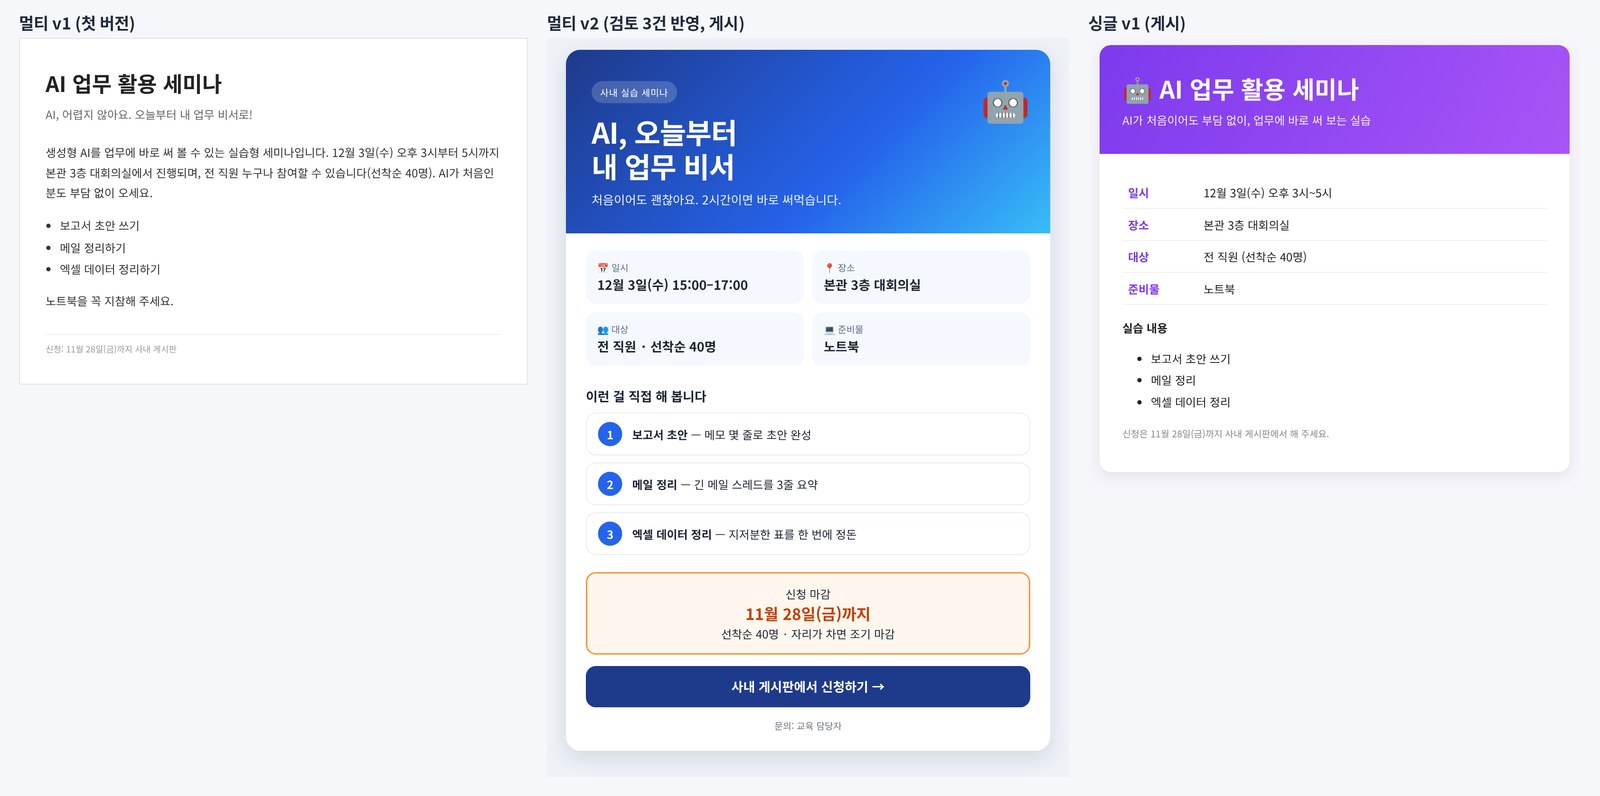 멀티 v1 (첫 버전)
AI 업무 활용 세미나
AI, 어렵지 않아요. 오늘부터 내 업무 비서로!
생성형 AI를 업무에 바로 써 볼 수 있는 실습형 세미나입니다. 12월 3일(수) 오후 3시부터 5시까지
본관 3층 대회의실에서 진행되며, 전 직원 누구나 참여할 수 있습니다(선착순 40명). AI가 처음인
분도 부담 없이 오세요.
• 보고서 초안 쓰기
• 메일 정리하기
• 엑셀 데이터 정리하기
노트북을 꼭 지참해 주세요.
신청: 11월 28일(금)까지 사내 게시판
멀티 v2 (검토 3건 반영, 게시)
사내 실습 세미나
AI, 오늘부터
내 업무 비서
처음이어도 괜찮아요. 2시간이면 바로 써먹습니다.
📅 일시
12월 3일(수) 15:00–17:00
📍 장소
본관 3층 대회의실
👥 대상
전 직원 · 선착순 40명
💻 준비물
노트북
이런 걸 직접 해 봅니다
1 보고서 초안 — 메모 몇 줄로 초안 완성
2 메일 정리 — 긴 메일 스레드를 3줄 요약
3 엑셀 데이터 정리 — 지저분한 표를 한 번에 정돈
신청 마감
11월 28일(금)까지
선착순 40명 · 자리가 차면 조기 마감
사내 게시판에서 신청하기 →
문의: 교육 담당자
싱글 v1 (게시)
🤖 AI 업무 활용 세미나
AI가 처음이어도 부담 없이, 업무에 바로 써 보는 실습
일시 12월 3일(수) 오후 3시~5시
장소 본관 3층 대회의실
대상 전 직원 (선착순 40명)
준비물 노트북
실습 내용
• 보고서 초안 쓰기
• 메일 정리
• 엑셀 데이터 정리
신청은 11월 28일(금)까지 사내 게시판에서 해 주세요.